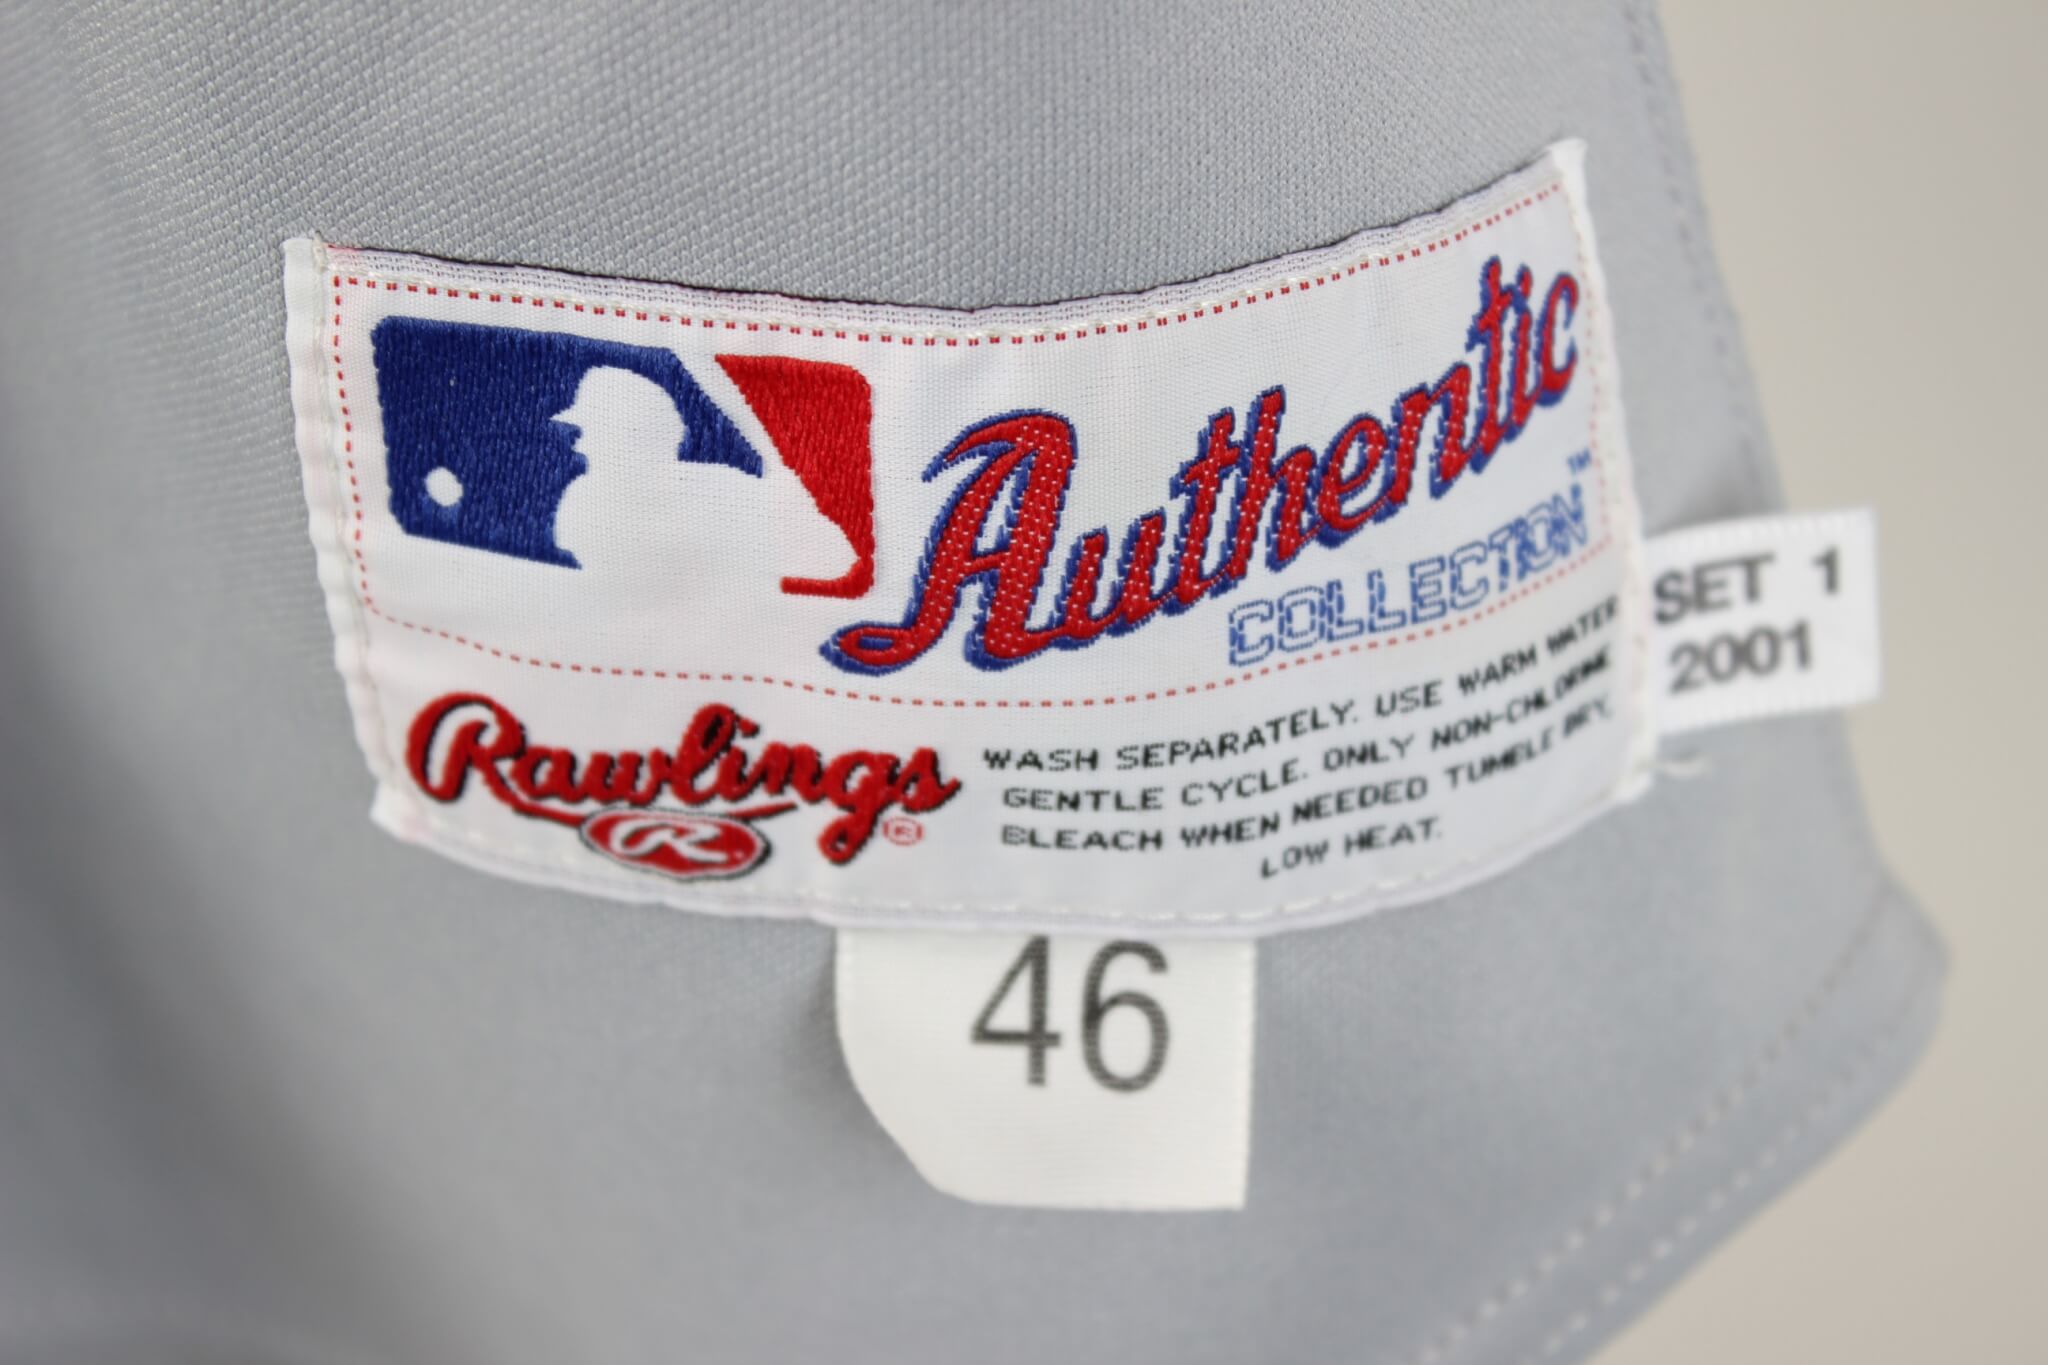 Authentic™
COLLECTION
Rawlings®
R
WASH SEPARATELY. USE WARM WATER
GENTLE CYCLE. ONLY NON-CHLORINE
BLEACH WHEN NEEDED TUMBLE DRY,
LOW HEAT.
SET 1
2001
46